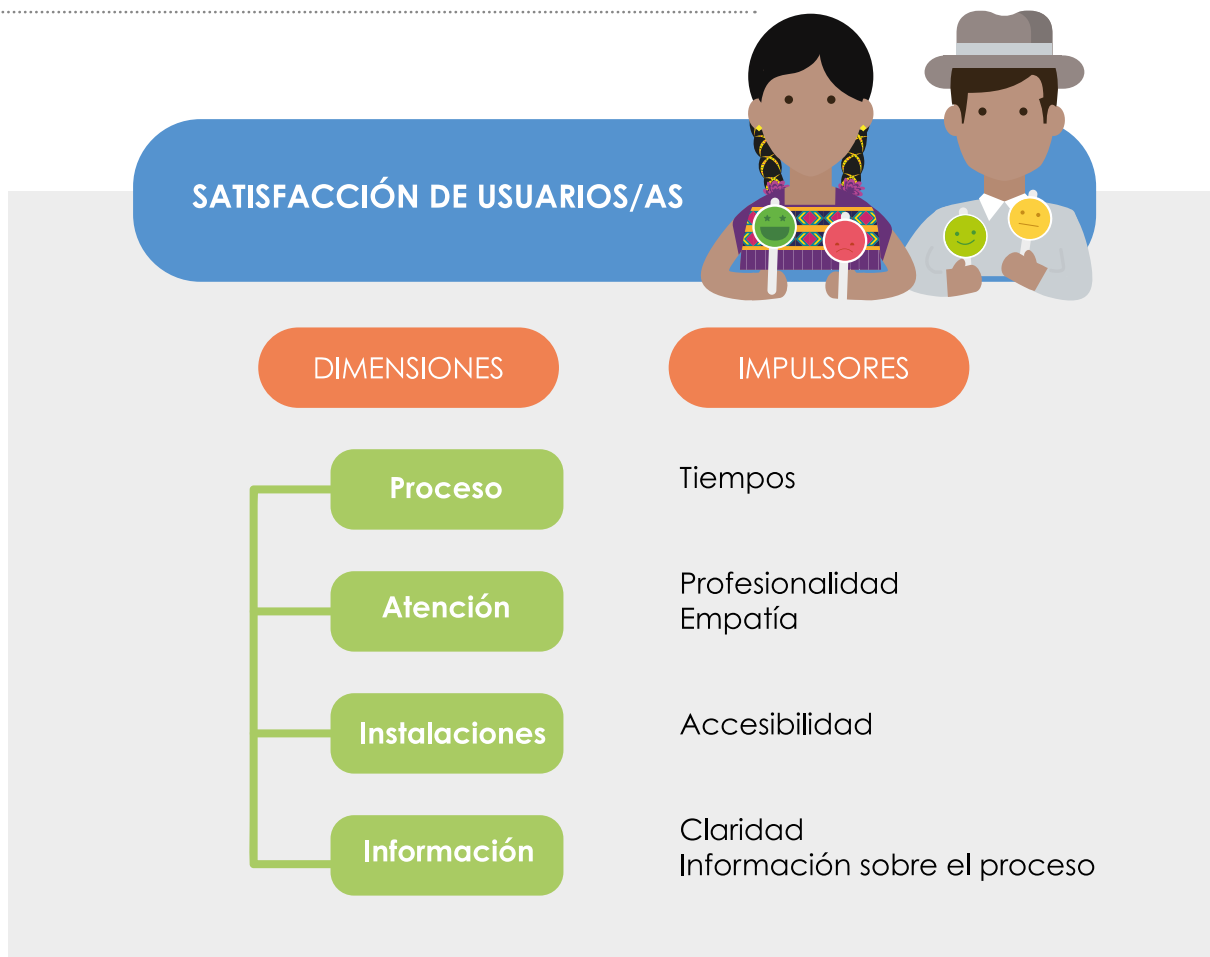 SATISFACCIÓN DE USUARIOS/AS
DIMENSIONES
IMPULSORES
Proceso
Tiempos
Atención
Profesionalidad
Empatía
Instalaciones
Accesibilidad
Información
Claridad
Información sobre el proceso